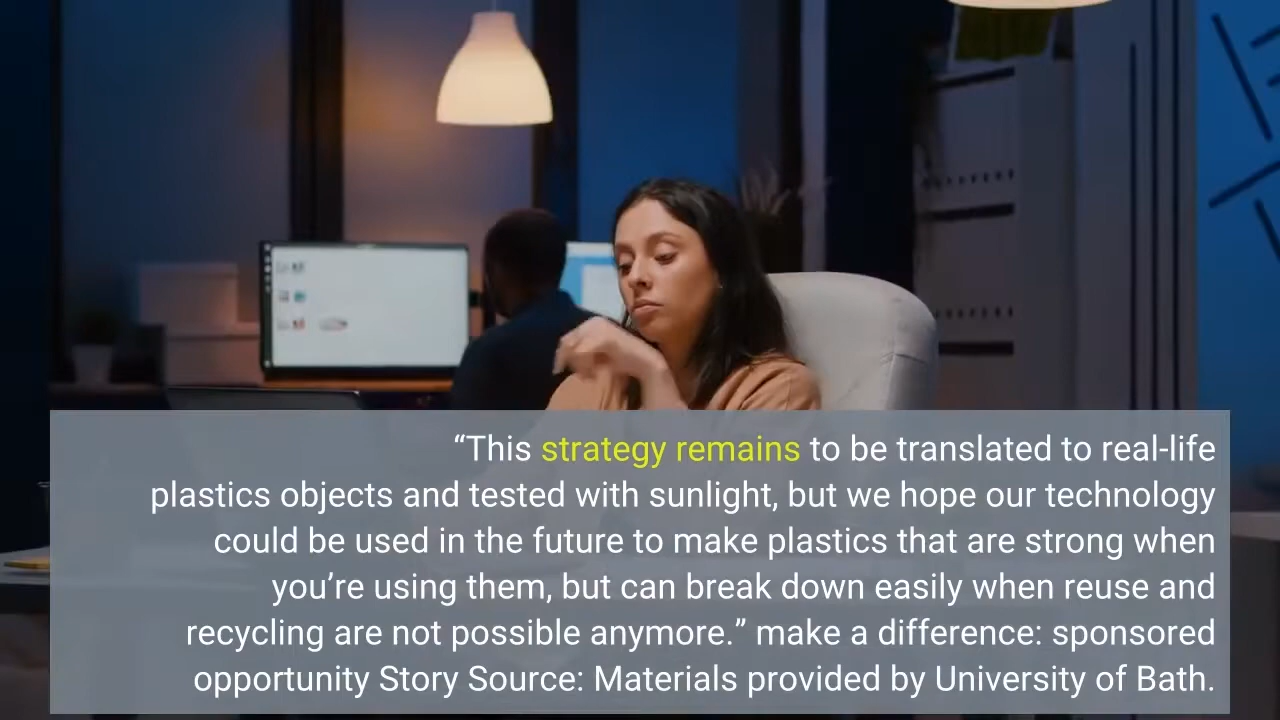 “This strategy remains to be translated to real-life
plastics objects and tested with sunlight, but we hope our technology
could be used in the future to make plastics that are strong when
you’re using them, but can break down easily when reuse and
recycling are not possible anymore.” make a difference: sponsored
opportunity Story Source: Materials provided by University of Bath.